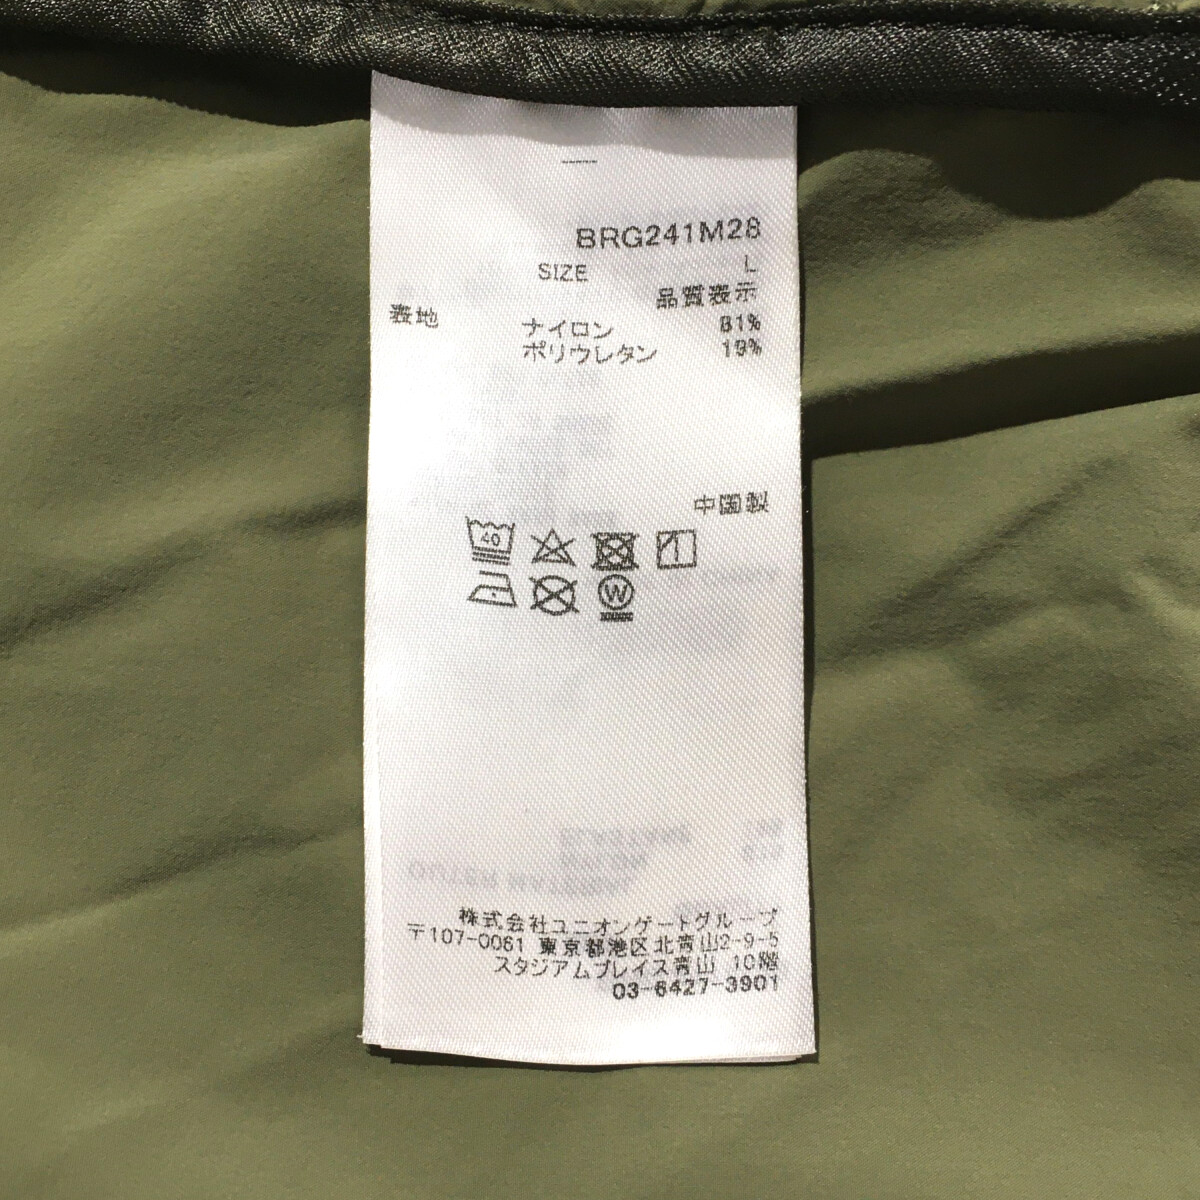 BRG241M28
SIZE L
品質表示
表地 ナイロン 81%
ポリウレタン 19%
中国製
40
W
株式会社ユニオンゲートグループ
〒107-0061 東京都港区北青山2-9-5
スタジアムプレイス青山 10階
03-6427-3901